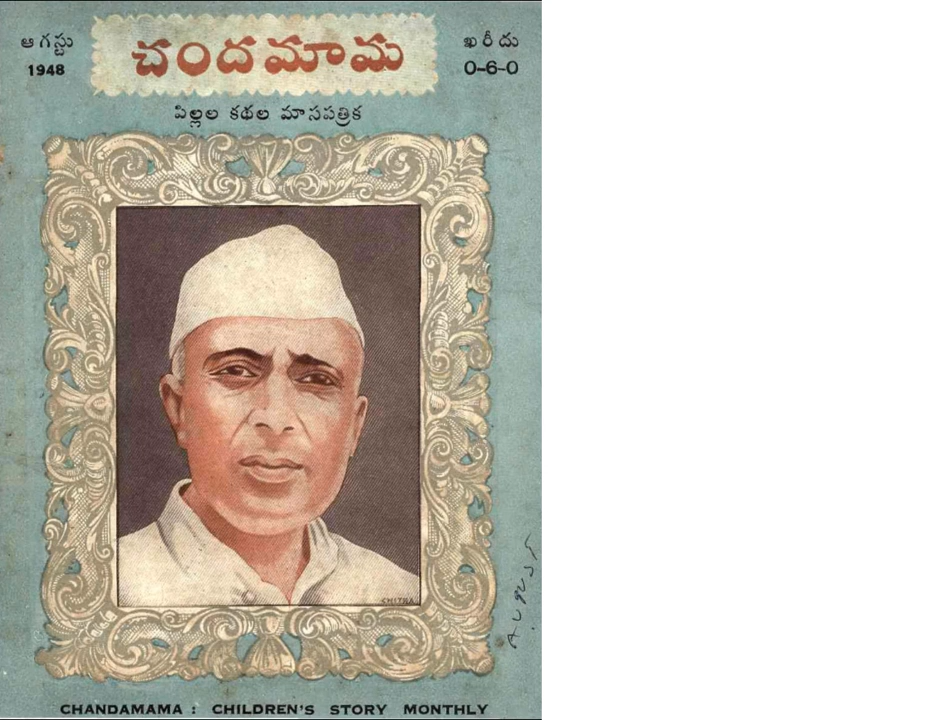 ఆగస్టు
1948
చందమామ
ఖరీదు
0-6-0
పిల్లల కథల మాసపత్రిక
CHITRA
AUGUST
CHANDAMAMA : CHILDREN'S STORY MONTHLY